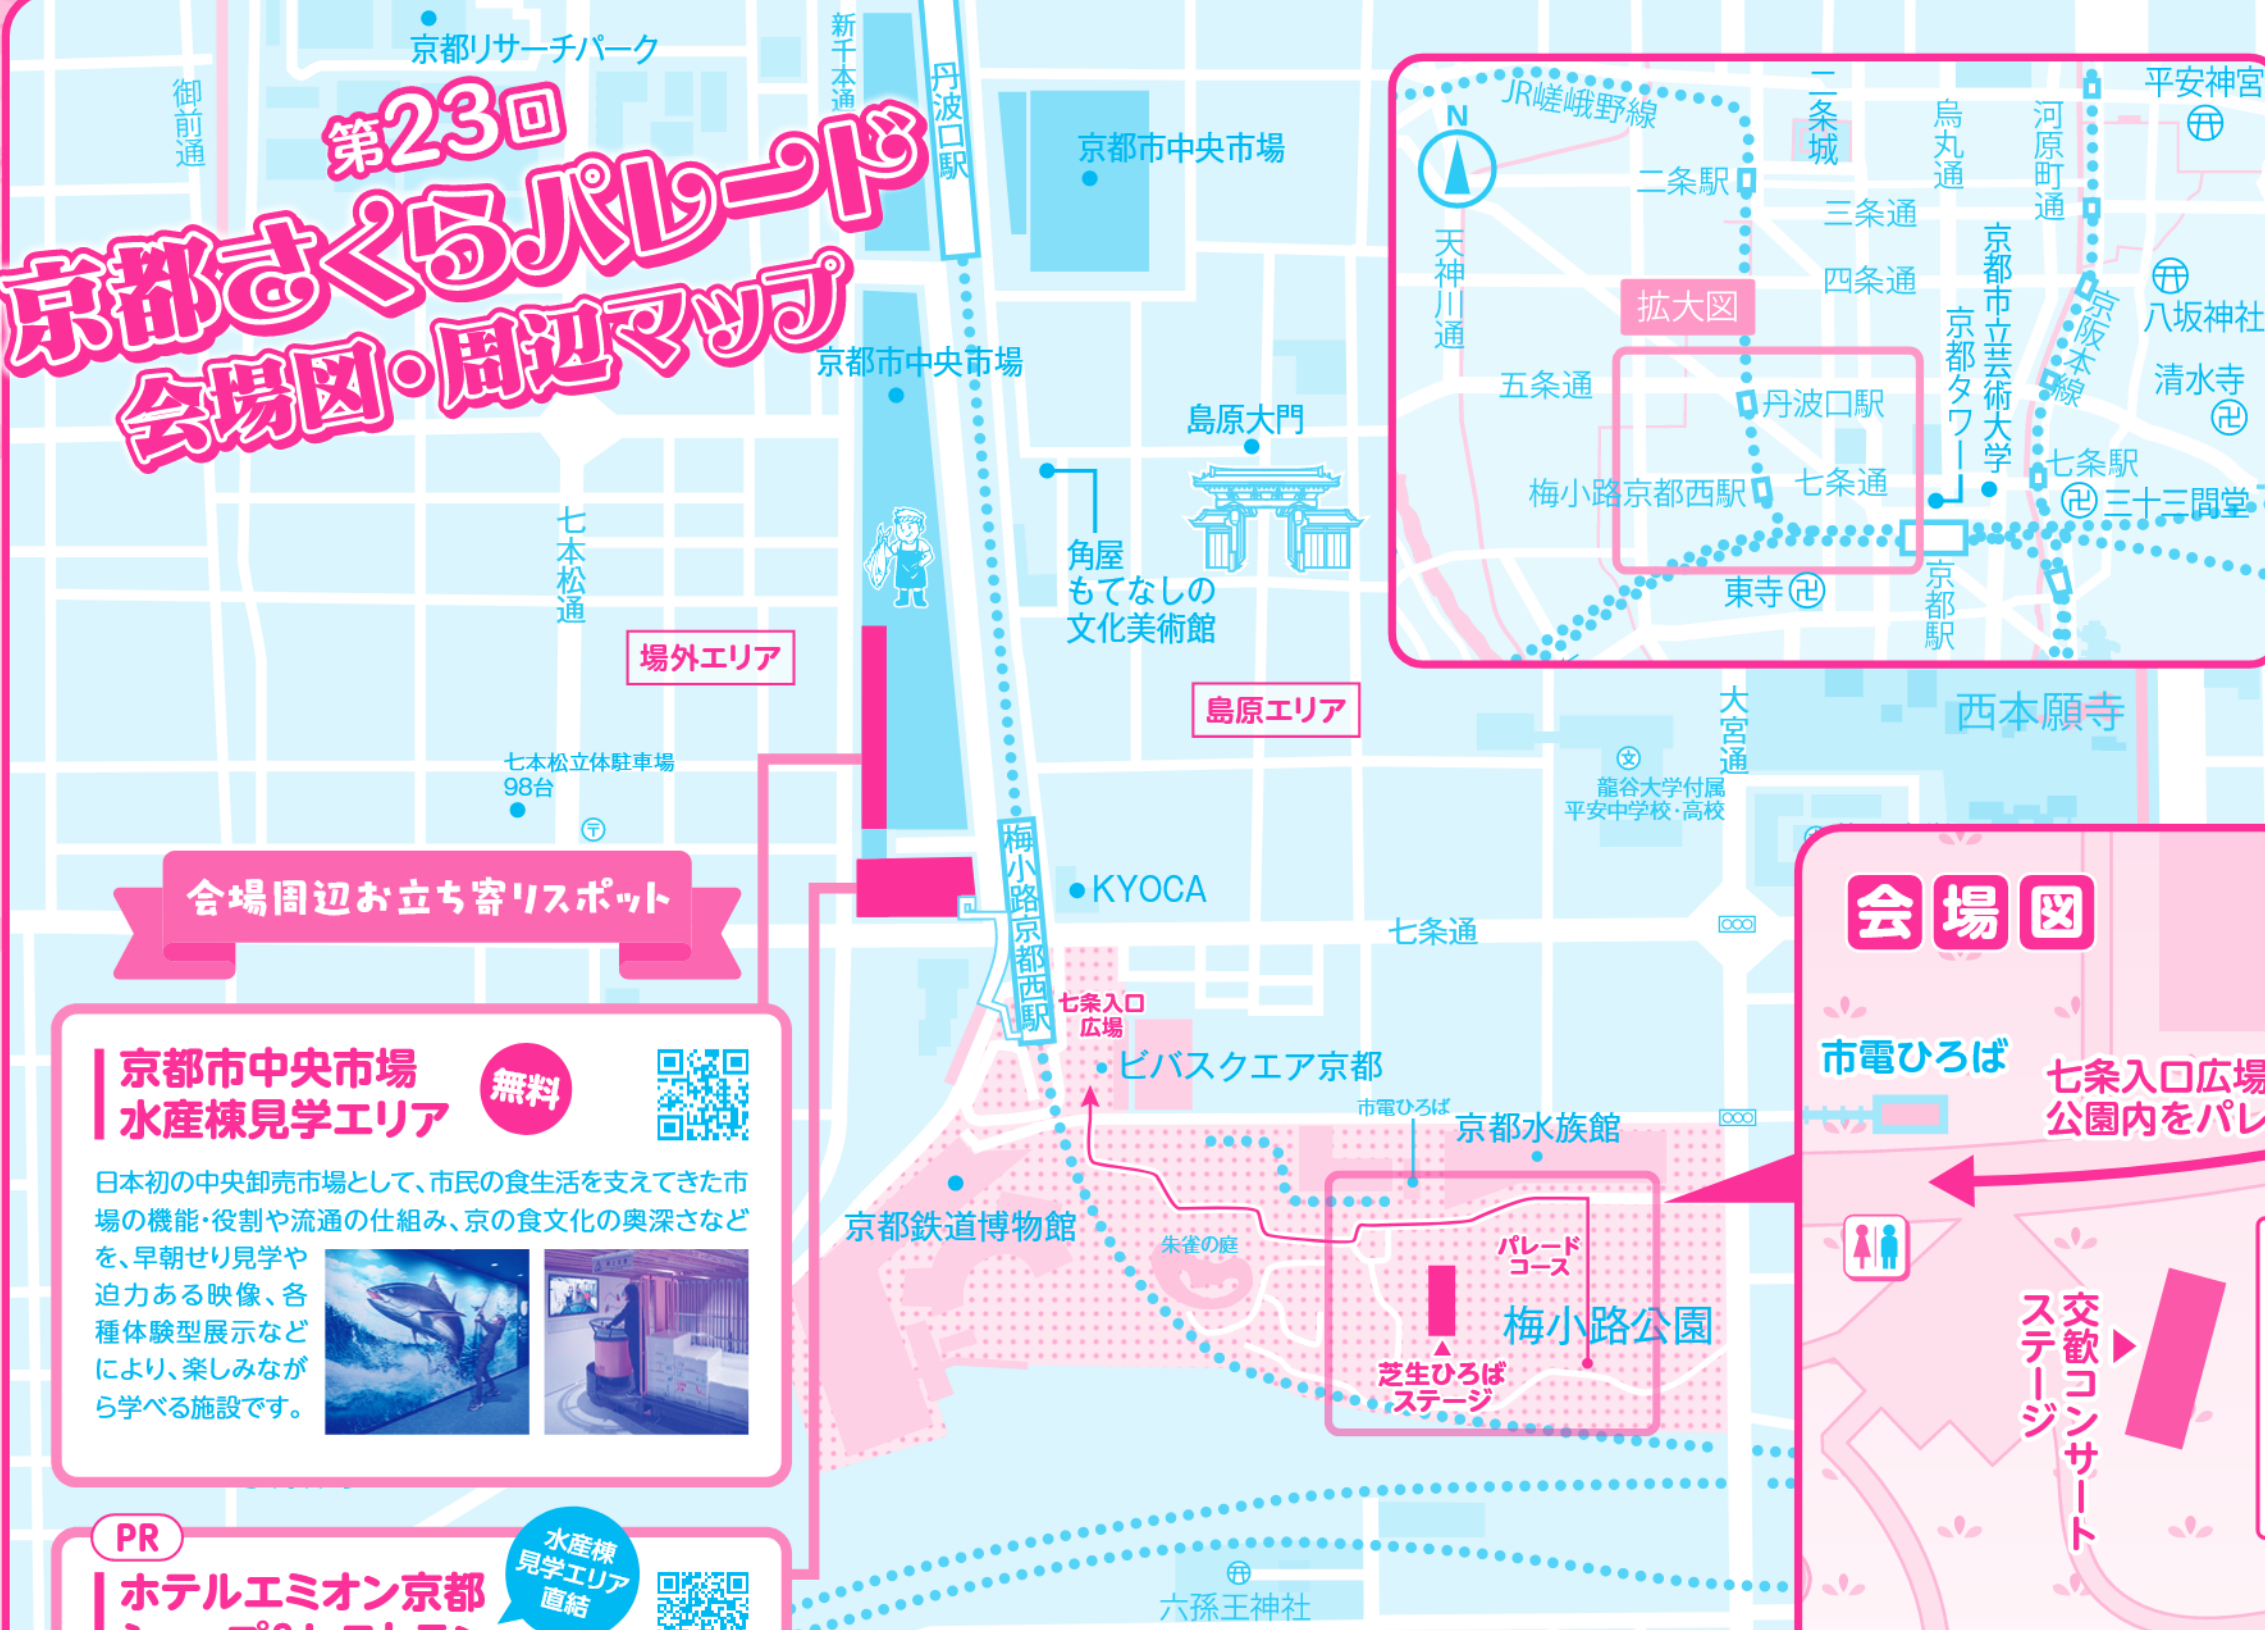 京都リサーチパーク
御前通
新千本通
丹波口駅
第23回
京都さくらパレード
会場図・周辺マップ
京都市中央市場
京都市中央市場
島原大門
角屋
もてなしの
文化美術館
七本松通
場外エリア
島原エリア
七本松立体駐車場
98台
〒
梅小路京都西駅
KYOCA
七条通
大宮通
西本願寺
文
龍谷大学付属
平安中学校・高校
JR嵯峨野線
N
二条城
烏丸通
河原町通
平安神宮
二条駅
三条通
天神川通
四条通
京都市立芸術大学
京都タワー
京阪本線
八坂神社
拡大図
五条通
丹波口駅
清水寺
七条駅
梅小路京都西駅
七条通
三十三間堂
東寺
京都駅
会場周辺お立ち寄りスポット
京都市中央市場
水産棟見学エリア
無料
日本初の中央卸売市場として、市民の食生活を支えてきた市
場の機能・役割や流通の仕組み、京の食文化の奥深さなど
を、早朝せり見学や
迫力ある映像、各
種体験型展示など
により、楽しみなが
ら学べる施設です。
PR
ホテルエミオン京都
水産棟
見学エリア
直結
七条入口
広場
ビバスクエア京都
市電ひろば
京都水族館
京都鉄道博物館
朱雀の庭
パレード
コース
梅小路公園
芝生ひろば
ステージ
六孫王神社
会場図
市電ひろば
七条入口広場
公園内をパレ
交歓コンサート
ステージ